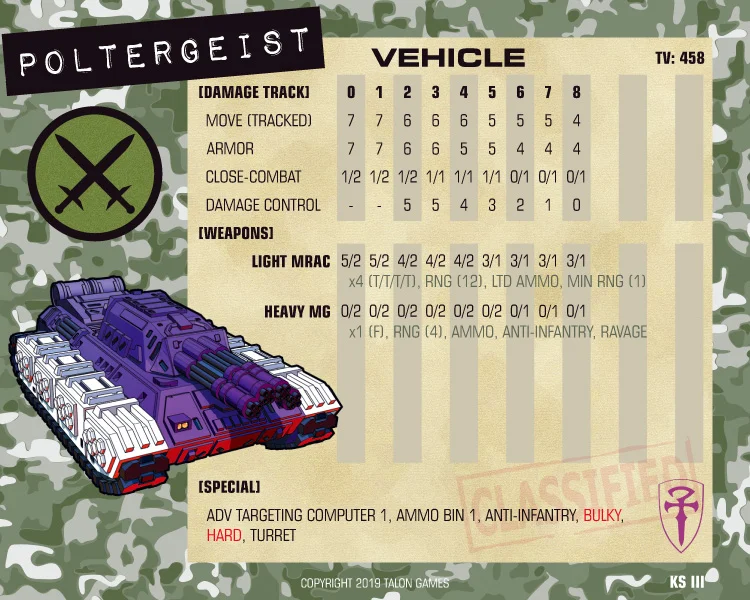 POLTERGEIST
VEHICLE TV: 458
[DAMAGE TRACK] 0 1 2 3 4 5 6 7 8
MOVE (TRACKED) 7 7 6 6 6 5 5 5 4
ARMOR 7 7 6 6 5 5 4 4 4
CLOSE-COMBAT 1/2 1/2 1/2 1/1 1/1 1/1 0/1 0/1 0/1
DAMAGE CONTROL - - 5 5 4 3 2 1 0
[WEAPONS]
LIGHT MRAC 5/2 5/2 4/2 4/2 4/2 3/1 3/1 3/1 3/1
x4 (T/T/T/T), RNG (12), LTD AMMO, MIN RNG (1)
HEAVY MG 0/2 0/2 0/2 0/2 0/2 0/2 0/1 0/1 0/1
x1 (F), RNG (4), AMMO, ANTI-INFANTRY, RAVAGE
[SPECIAL]
CLASSIFIED
ADV TARGETING COMPUTER 1, AMMO BIN 1, ANTI-INFANTRY, BULKY,
HARD, TURRET
COPYRIGHT 2019 TALON GAMES
KS III